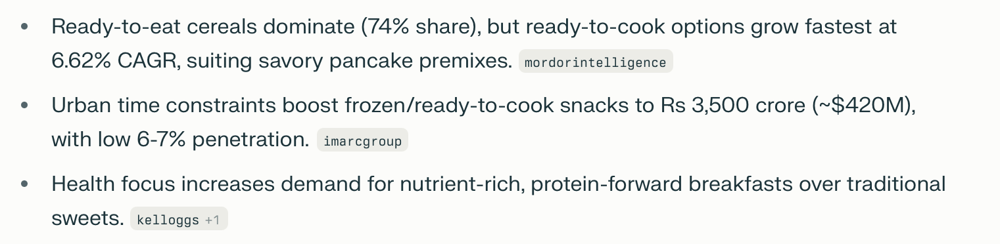 • Ready-to-eat cereals dominate (74% share), but ready-to-cook options grow fastest at
6.62% CAGR, suiting savory pancake premixes. mordorintelligence
• Urban time constraints boost frozen/ready-to-cook snacks to Rs 3,500 crore (~$420M),
with low 6-7% penetration. imarcgroup
• Health focus increases demand for nutrient-rich, protein-forward breakfasts over traditional
sweets. kelloggs +1